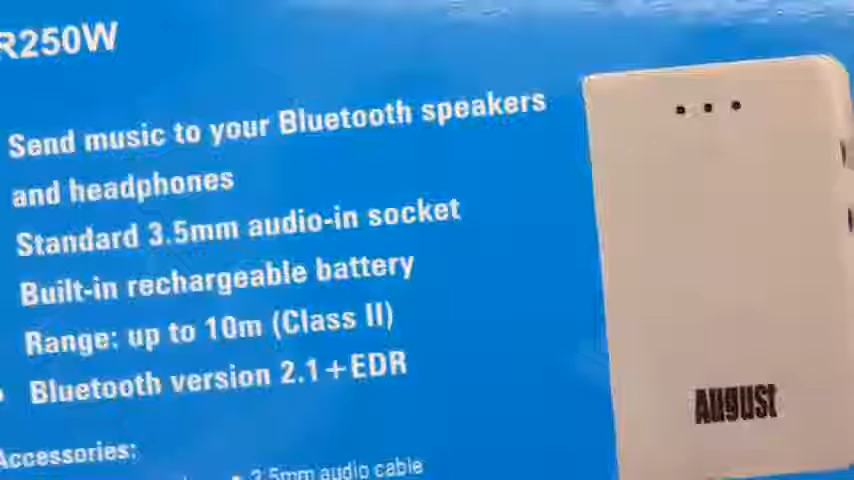 R250W
Send music to your Bluetooth speakers
and headphones
Standard 3.5mm audio-in socket
Built-in rechargeable battery
Range: up to 10m (Class II)
Bluetooth version 2.1+EDR
August
Accessories:
• 3.5mm audio cable